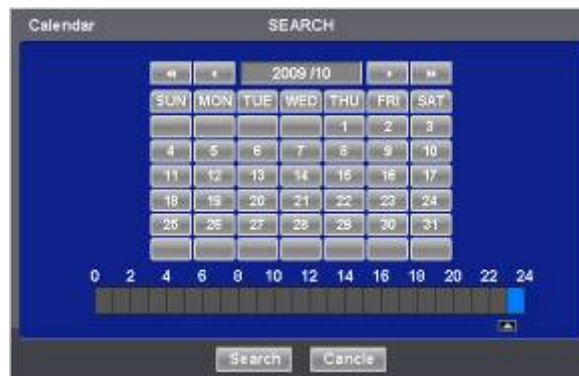 Calendar SEARCH
2009 /10
SUN MON TUE WED THU FRI SAT
1 2 3
4 5 6 7 8 9 10
11 12 13 14 15 16 17
18 19 20 21 22 23 24
25 26 27 28 29 30 31
0 2 4 6 8 10 12 14 16 18 20 22 24
Search Cancle